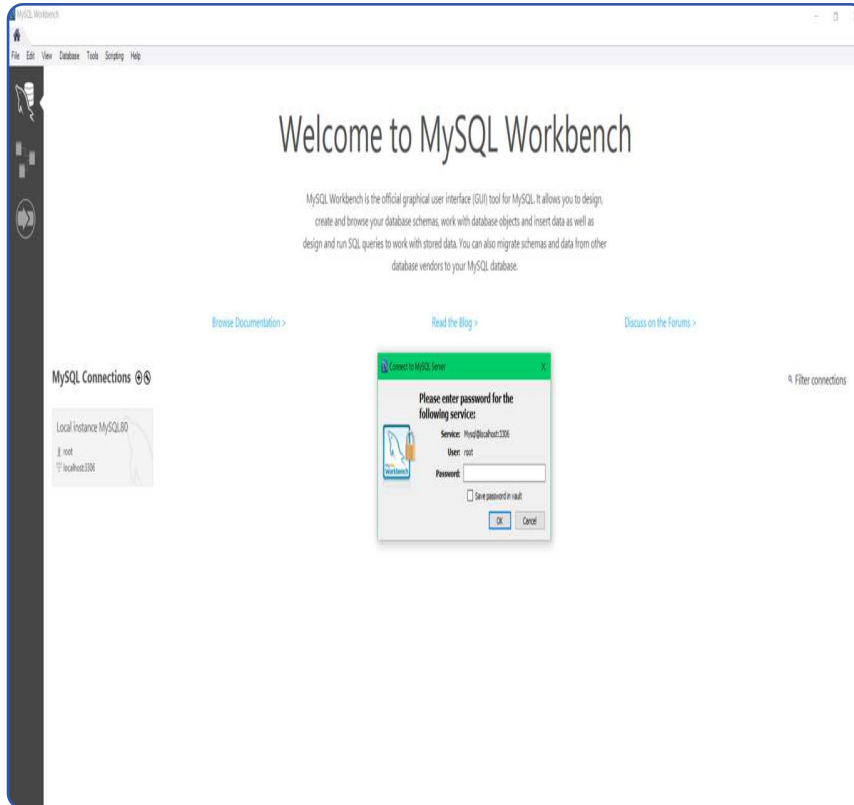 MySQL Workbench
File Edit View Database Tools Scripting Help
Welcome to MySQL Workbench
MySQL Workbench is the official graphical user interface (GUI) tool for MySQL. It allows you to design,
create and browse your database schemas, work with database objects and insert data as well as
design and run SQL queries to work with stored data. You can also migrate schemas and data from other
database vendors to your MySQL database.
Browse Documentation > Read the Blog > Discuss on the Forums >
MySQL Connections
Filter connections
Local instance MySQL80
root
localhost:3306
Connect to MySQL Server X
Please enter password for the
following service:
Service: Mysql@localhost:3306
User: root
Password:
Save password in vault
OK Cancel
MySQL
Workbench